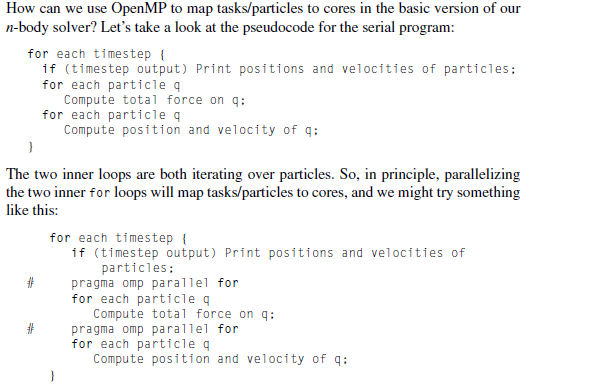 How can we use OpenMP to map tasks/particles to cores in the basic version of our
n-body solver? Let’s take a look at the pseudocode for the serial program:
for each timestep {
if (timestep output) Print positions and velocities of particles;
for each particle q
Compute total force on q;
for each particle q
Compute position and velocity of q;
}
The two inner loops are both iterating over particles. So, in principle, parallelizing
the two inner for loops will map tasks/particles to cores, and we might try something
like this:
for each timestep {
if (timestep output) Print positions and velocities of
particles;
# pragma omp parallel for
for each particle q
Compute total force on q;
# pragma omp parallel for
for each particle q
Compute position and velocity of q;
}